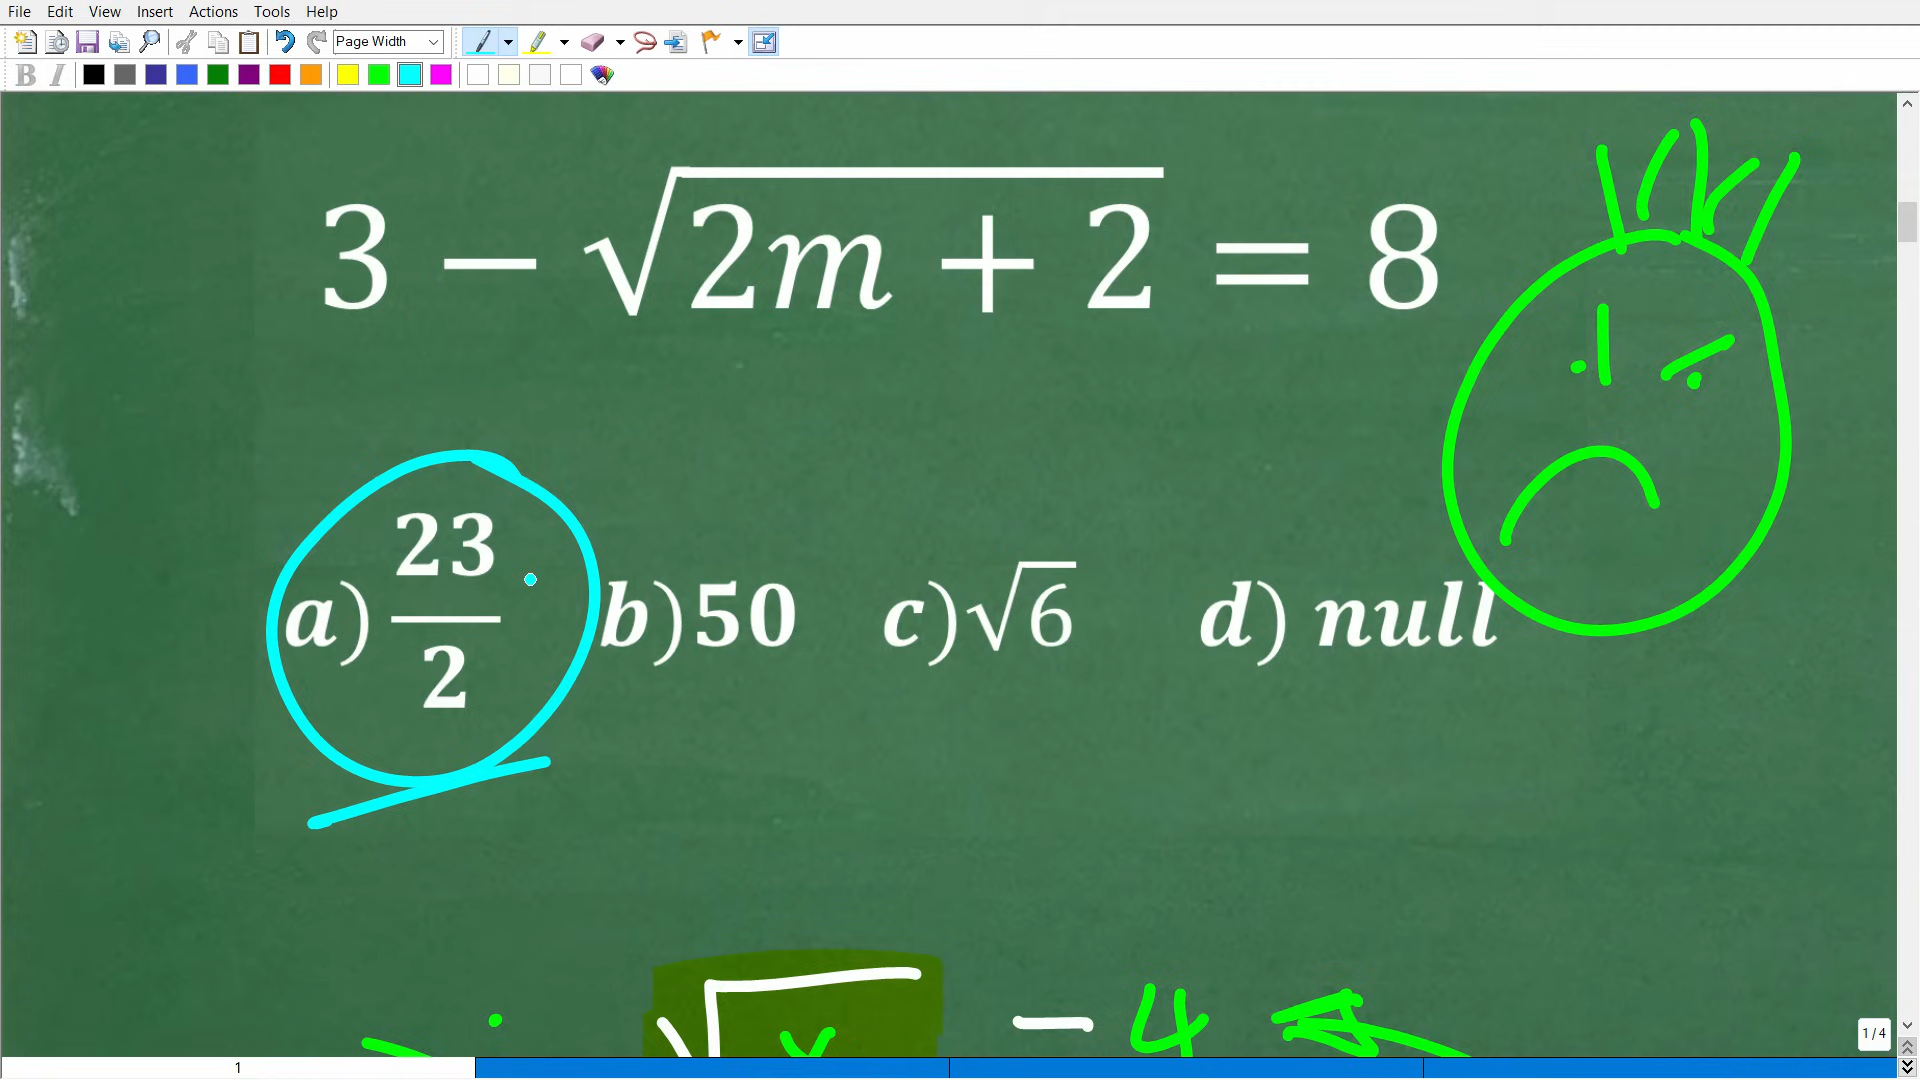 File Edit View Insert Actions Tools Help
Page Width
B I
3 − √2m + 2 = 8
a) 23/2 b)50 c)√6 d) null
√x − 4
1 / 4
1